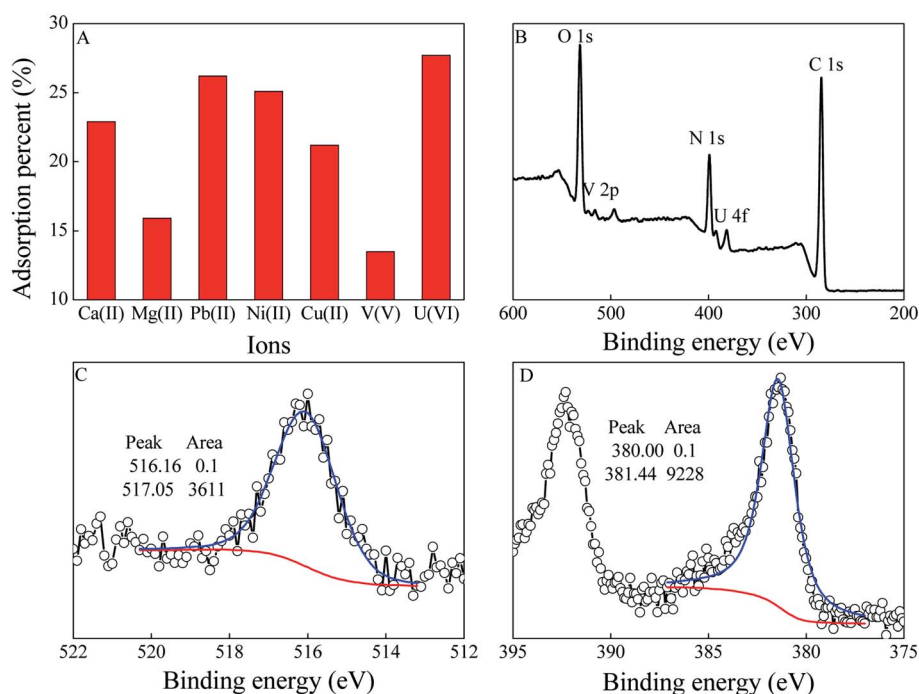 A
30
25
20
15
10
Adsorption percent (%)
Ca(II) Mg(II) Pb(II) Ni(II) Cu(II) V(V) U(VI)
Ions
B
O 1s
C 1s
N 1s
V 2p
U 4f
600 500 400 300 200
Binding energy (eV)
C
Peak Area
516.16 0.1
517.05 3611
522 520 518 516 514 512
Binding energy (eV)
D
Peak Area
380.00 0.1
381.44 9228
395 390 385 380 375
Binding energy (eV)